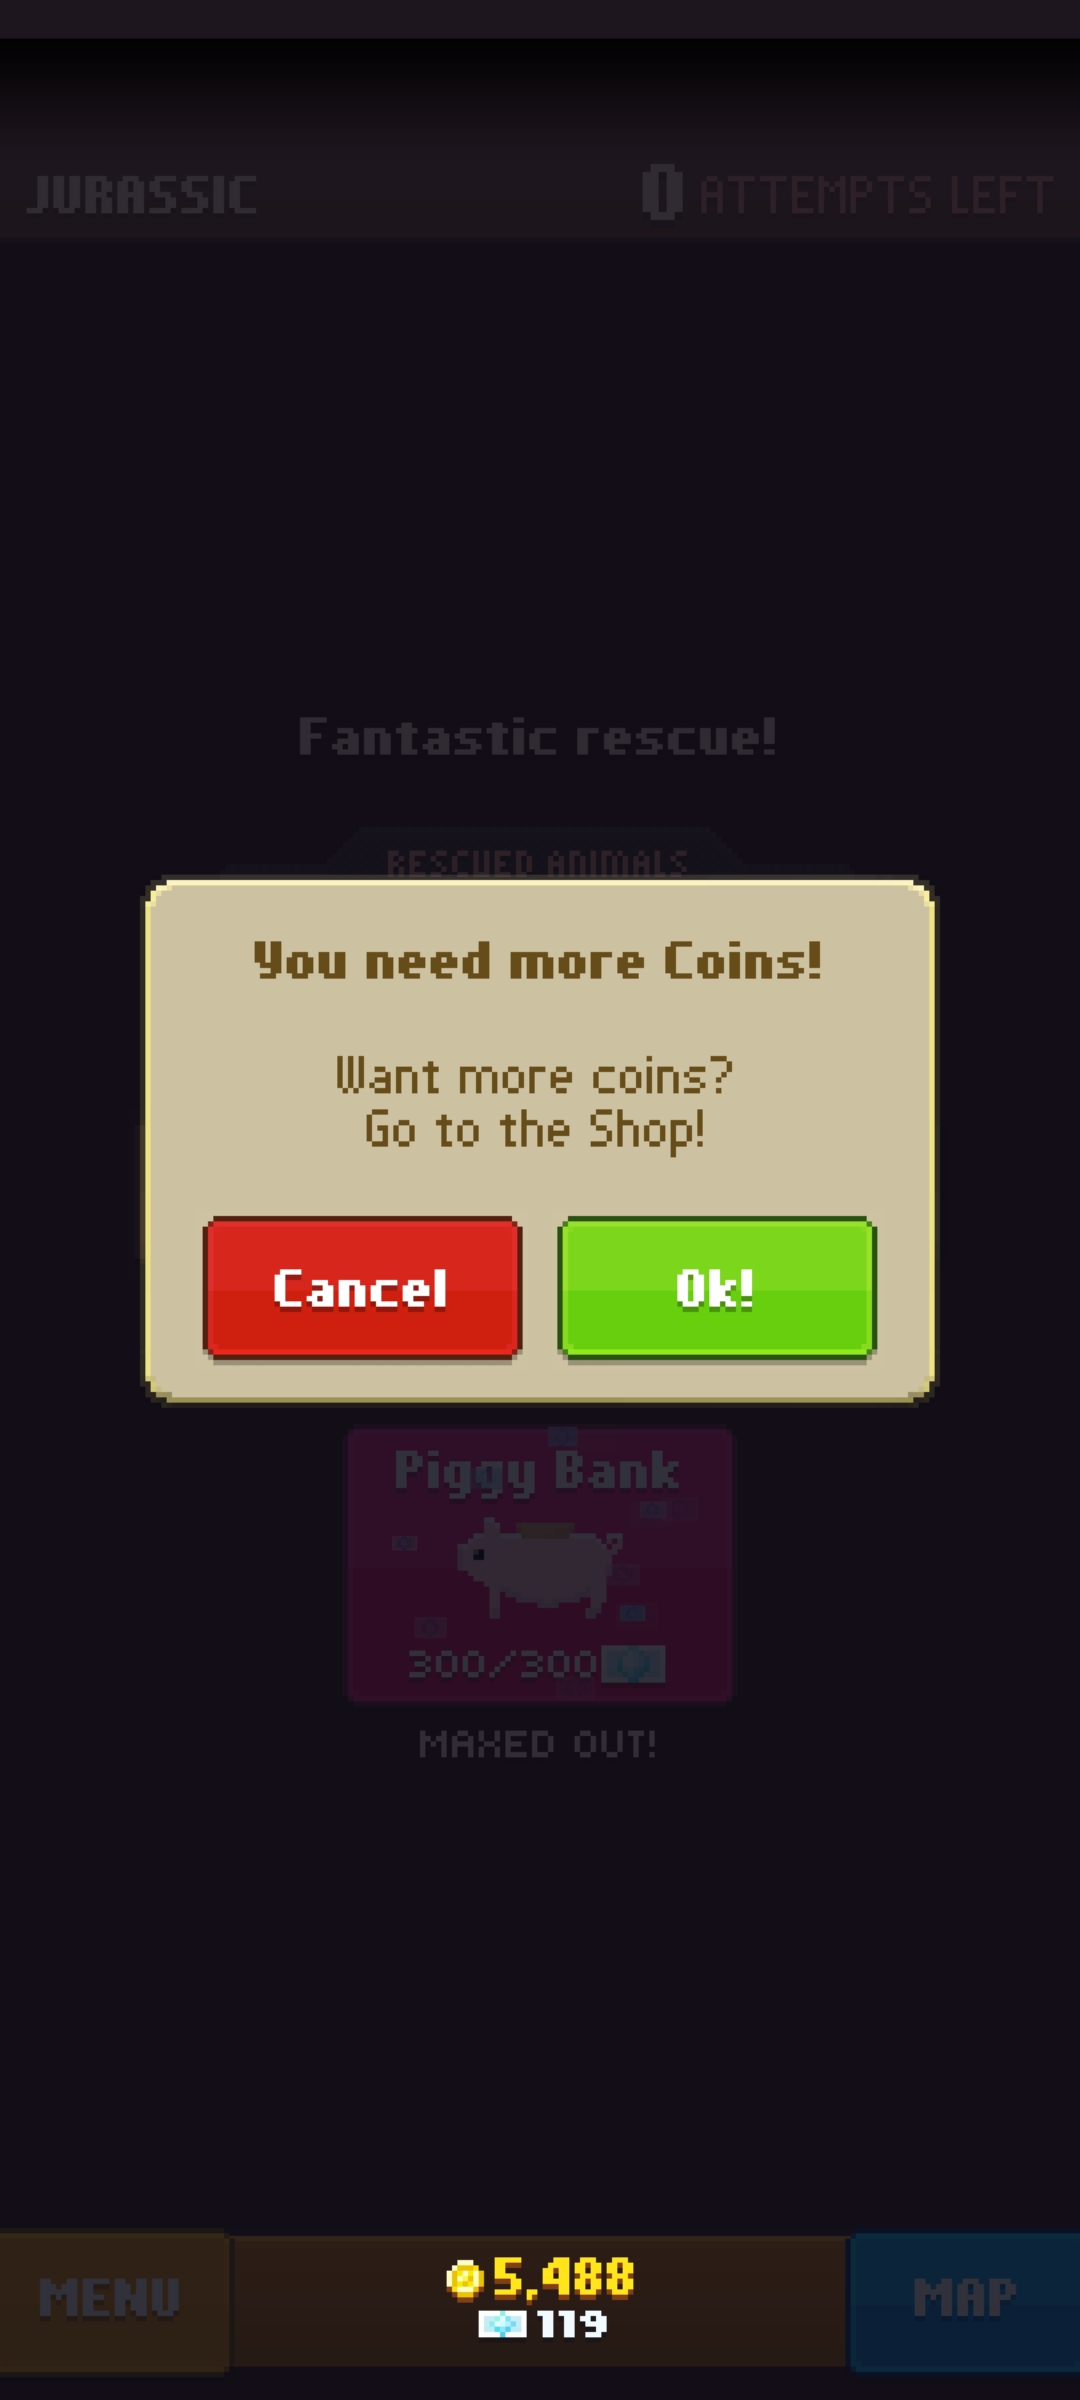 JURASSIC
0 ATTEMPTS LEFT
Fantastic rescue!
RESCUED ANIMALS
You need more Coins!
Want more coins?
Go to the Shop!
Cancel
Ok!
Piggy Bank
300/300
MAXED OUT!
MENU
5,488
119
MAP